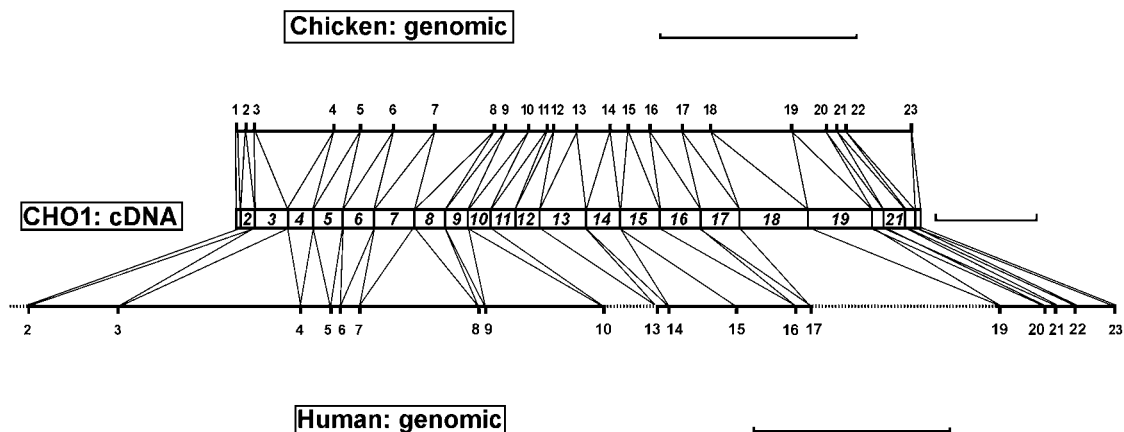 Chicken: genomic
1 2 3 4 5 6 7 8 9 10 11 12 13 14 15 16 17 18 19 20 21 22 23
CHO1: cDNA 2 3 4 5 6 7 8 9 10 11 12 13 14 15 16 17 18 19 21
2 3 4 5 6 7 8 9 10 13 14 15 16 17 19 20 21 22 23
Human: genomic